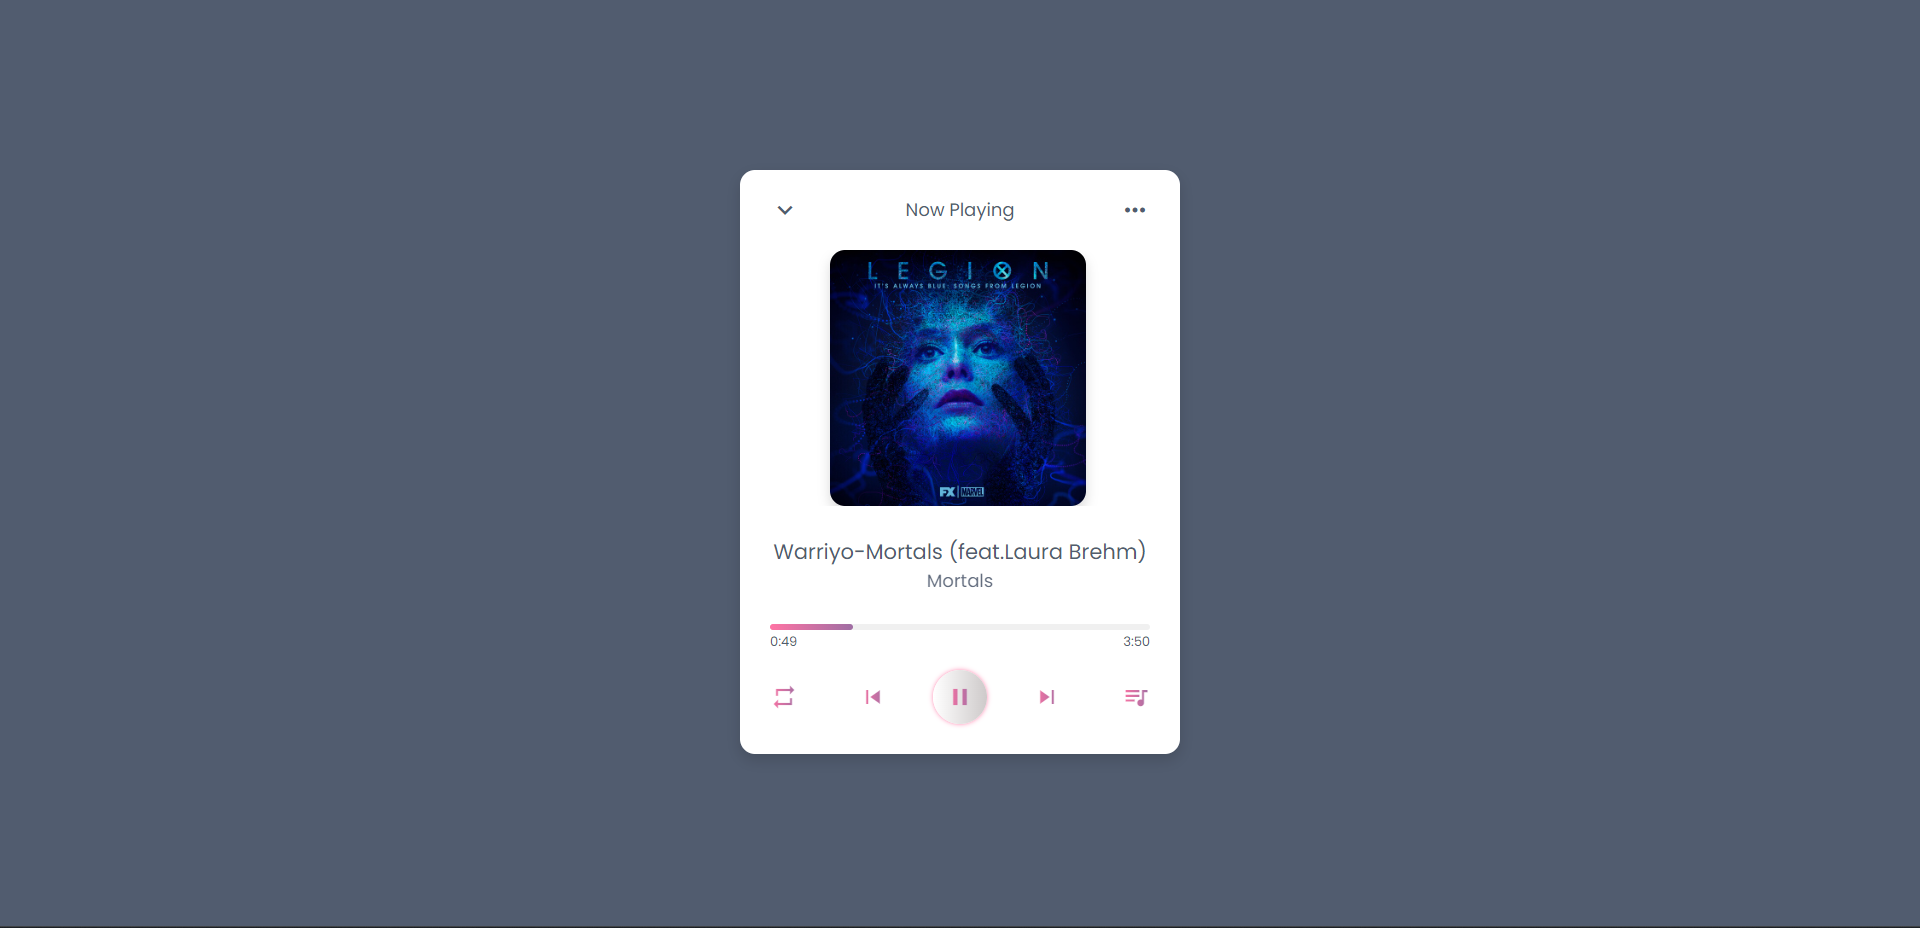 Now Playing
LEGION
IT'S ALWAYS BLUE: SONGS FROM LEGION
FX | MARVEL
Warriyo-Mortals (feat.Laura Brehm)
Mortals
0:49 3:50